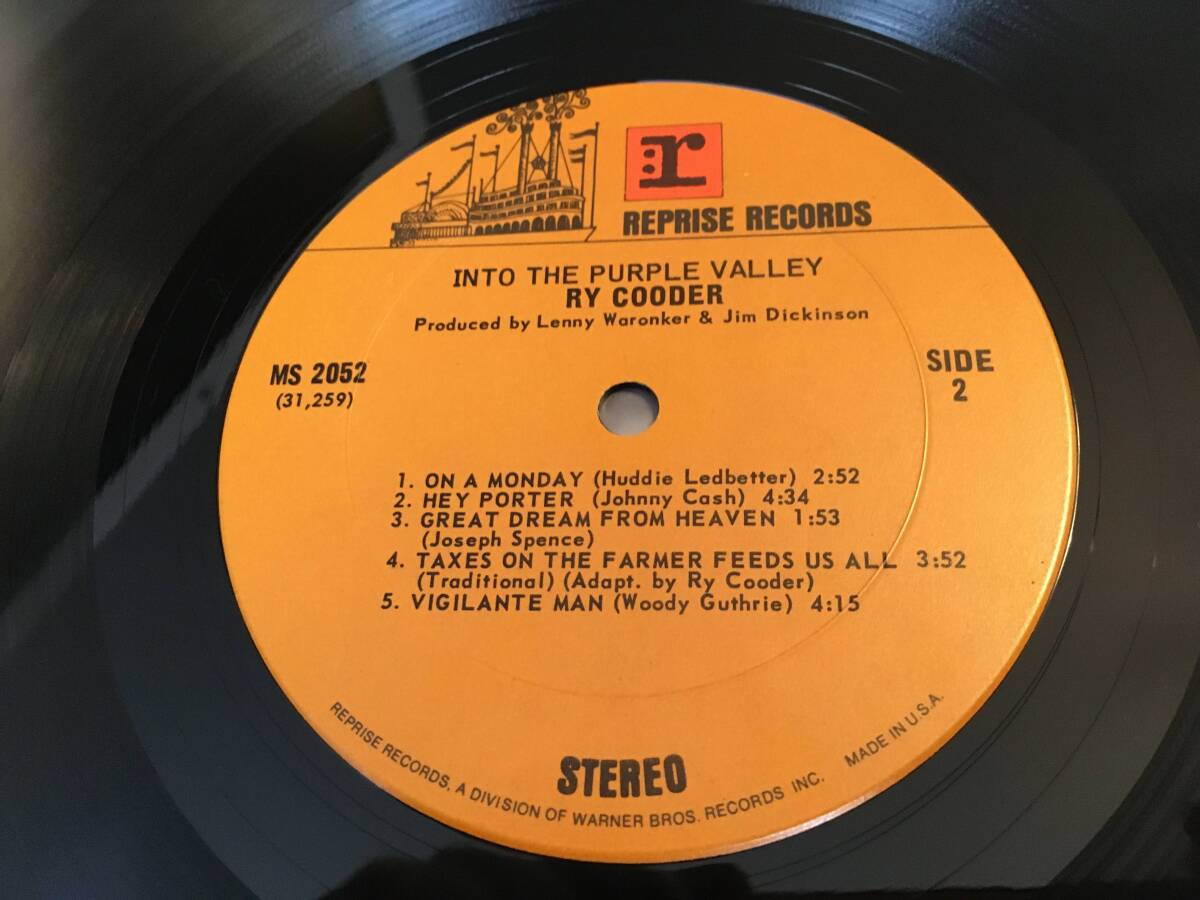 :r
REPRISE RECORDS
INTO THE PURPLE VALLEY
RY COODER
Produced by Lenny Waronker & Jim Dickinson
MS 2052
(31,259)
SIDE
2
1. ON A MONDAY (Huddie Ledbetter) 2:52
2. HEY PORTER (Johnny Cash) 4:34
3. GREAT DREAM FROM HEAVEN 1:53
(Joseph Spence)
4. TAXES ON THE FARMER FEEDS US ALL 3:52
(Traditional) (Adapt. by Ry Cooder)
5. VIGILANTE MAN (Woody Guthrie) 4:15
STEREO
REPRISE RECORDS, A DIVISION OF WARNER BROS. RECORDS INC. MADE IN U.S.A.